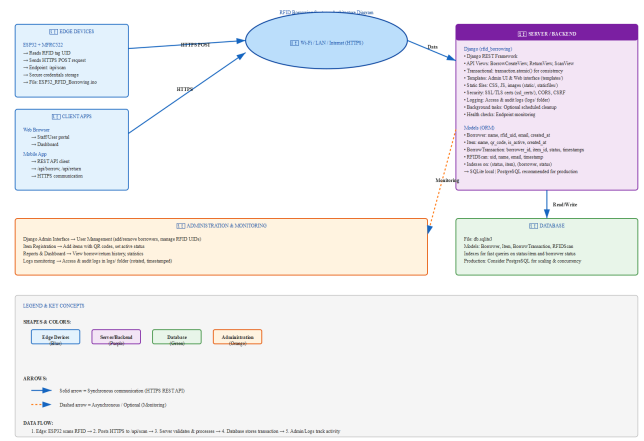 RFID Borrowing System Architecture Diagram
EDGE DEVICES
ESP32 + MFRC522
→ Reads RFID tag UID
→ Sends HTTPS POST request
→ Endpoint: /api/scan
→ Secure credentials storage
→ File: ESP32_RFID_Borrowing.ino
CLIENT APPS
Web Browser
→ Staff/User portal
→ Dashboard
Mobile App
→ REST API client
→ /api/borrow, /api/return
→ HTTPS communication
HTTPS POST
HTTPS
Wi-Fi / LAN / Internet (HTTPS)
Data
SERVER / BACKEND
Django (rfid_borrowing)
• Django REST Framework
• API Views: BorrowCreateView, ReturnView, ScanView
• Transactional: transaction.atomic() for consistency
• Templates: Admin UI & Web interface (templates/)
• Static files: CSS, JS, images (static/, staticfiles/)
• Security: SSL/TLS certs (ssl_certs/), CORS, CSRF
• Logging: Access & audit logs (logs/ folder)
• Background tasks: Optional scheduled cleanup
• Health checks: Endpoint monitoring
Models (ORM)
• Borrower: name, rfid_uid, email, created_at
• Item: name, qr_code, is_active, created_at
• BorrowTransaction: borrower_id, item_id, status, timestamps
• RFIDScan: uid, name, email, timestamp
• Indexes on: (status, item), (borrower, status)
→ SQLite local / PostgreSQL recommended for production
Monitoring
Read/Write
ADMINISTRATION & MONITORING
Django Admin Interface → User Management (add/remove borrowers, manage RFID UIDs)
Item Registration → Add items with QR codes, set active status
Reports & Dashboard → View borrow/return history, statistics
Logs monitoring → Access & audit logs in logs/ folder (rotated, timestamped)
DATABASE
File: db.sqlite3
Models: Borrower, Item, BorrowTransaction, RFIDScan
Indexes for fast queries on status/item and borrower status
Production: Consider PostgreSQL for scaling & concurrency
LEGEND & KEY CONCEPTS
SHAPES & COLORS:
Edge Devices
(Blue)
Server/Backend
(Purple)
Database
(Green)
Administration
(Orange)
ARROWS:
Solid arrow = Synchronous communication (HTTPS REST API)
Dashed arrow = Asynchronous / Optional (Monitoring)
DATA FLOW:
1. Edge: ESP32 scans RFID → 2. Posts HTTPS to /api/scan → 3. Server validates & processes → 4. Database stores transaction → 5. Admin/Logs track activity